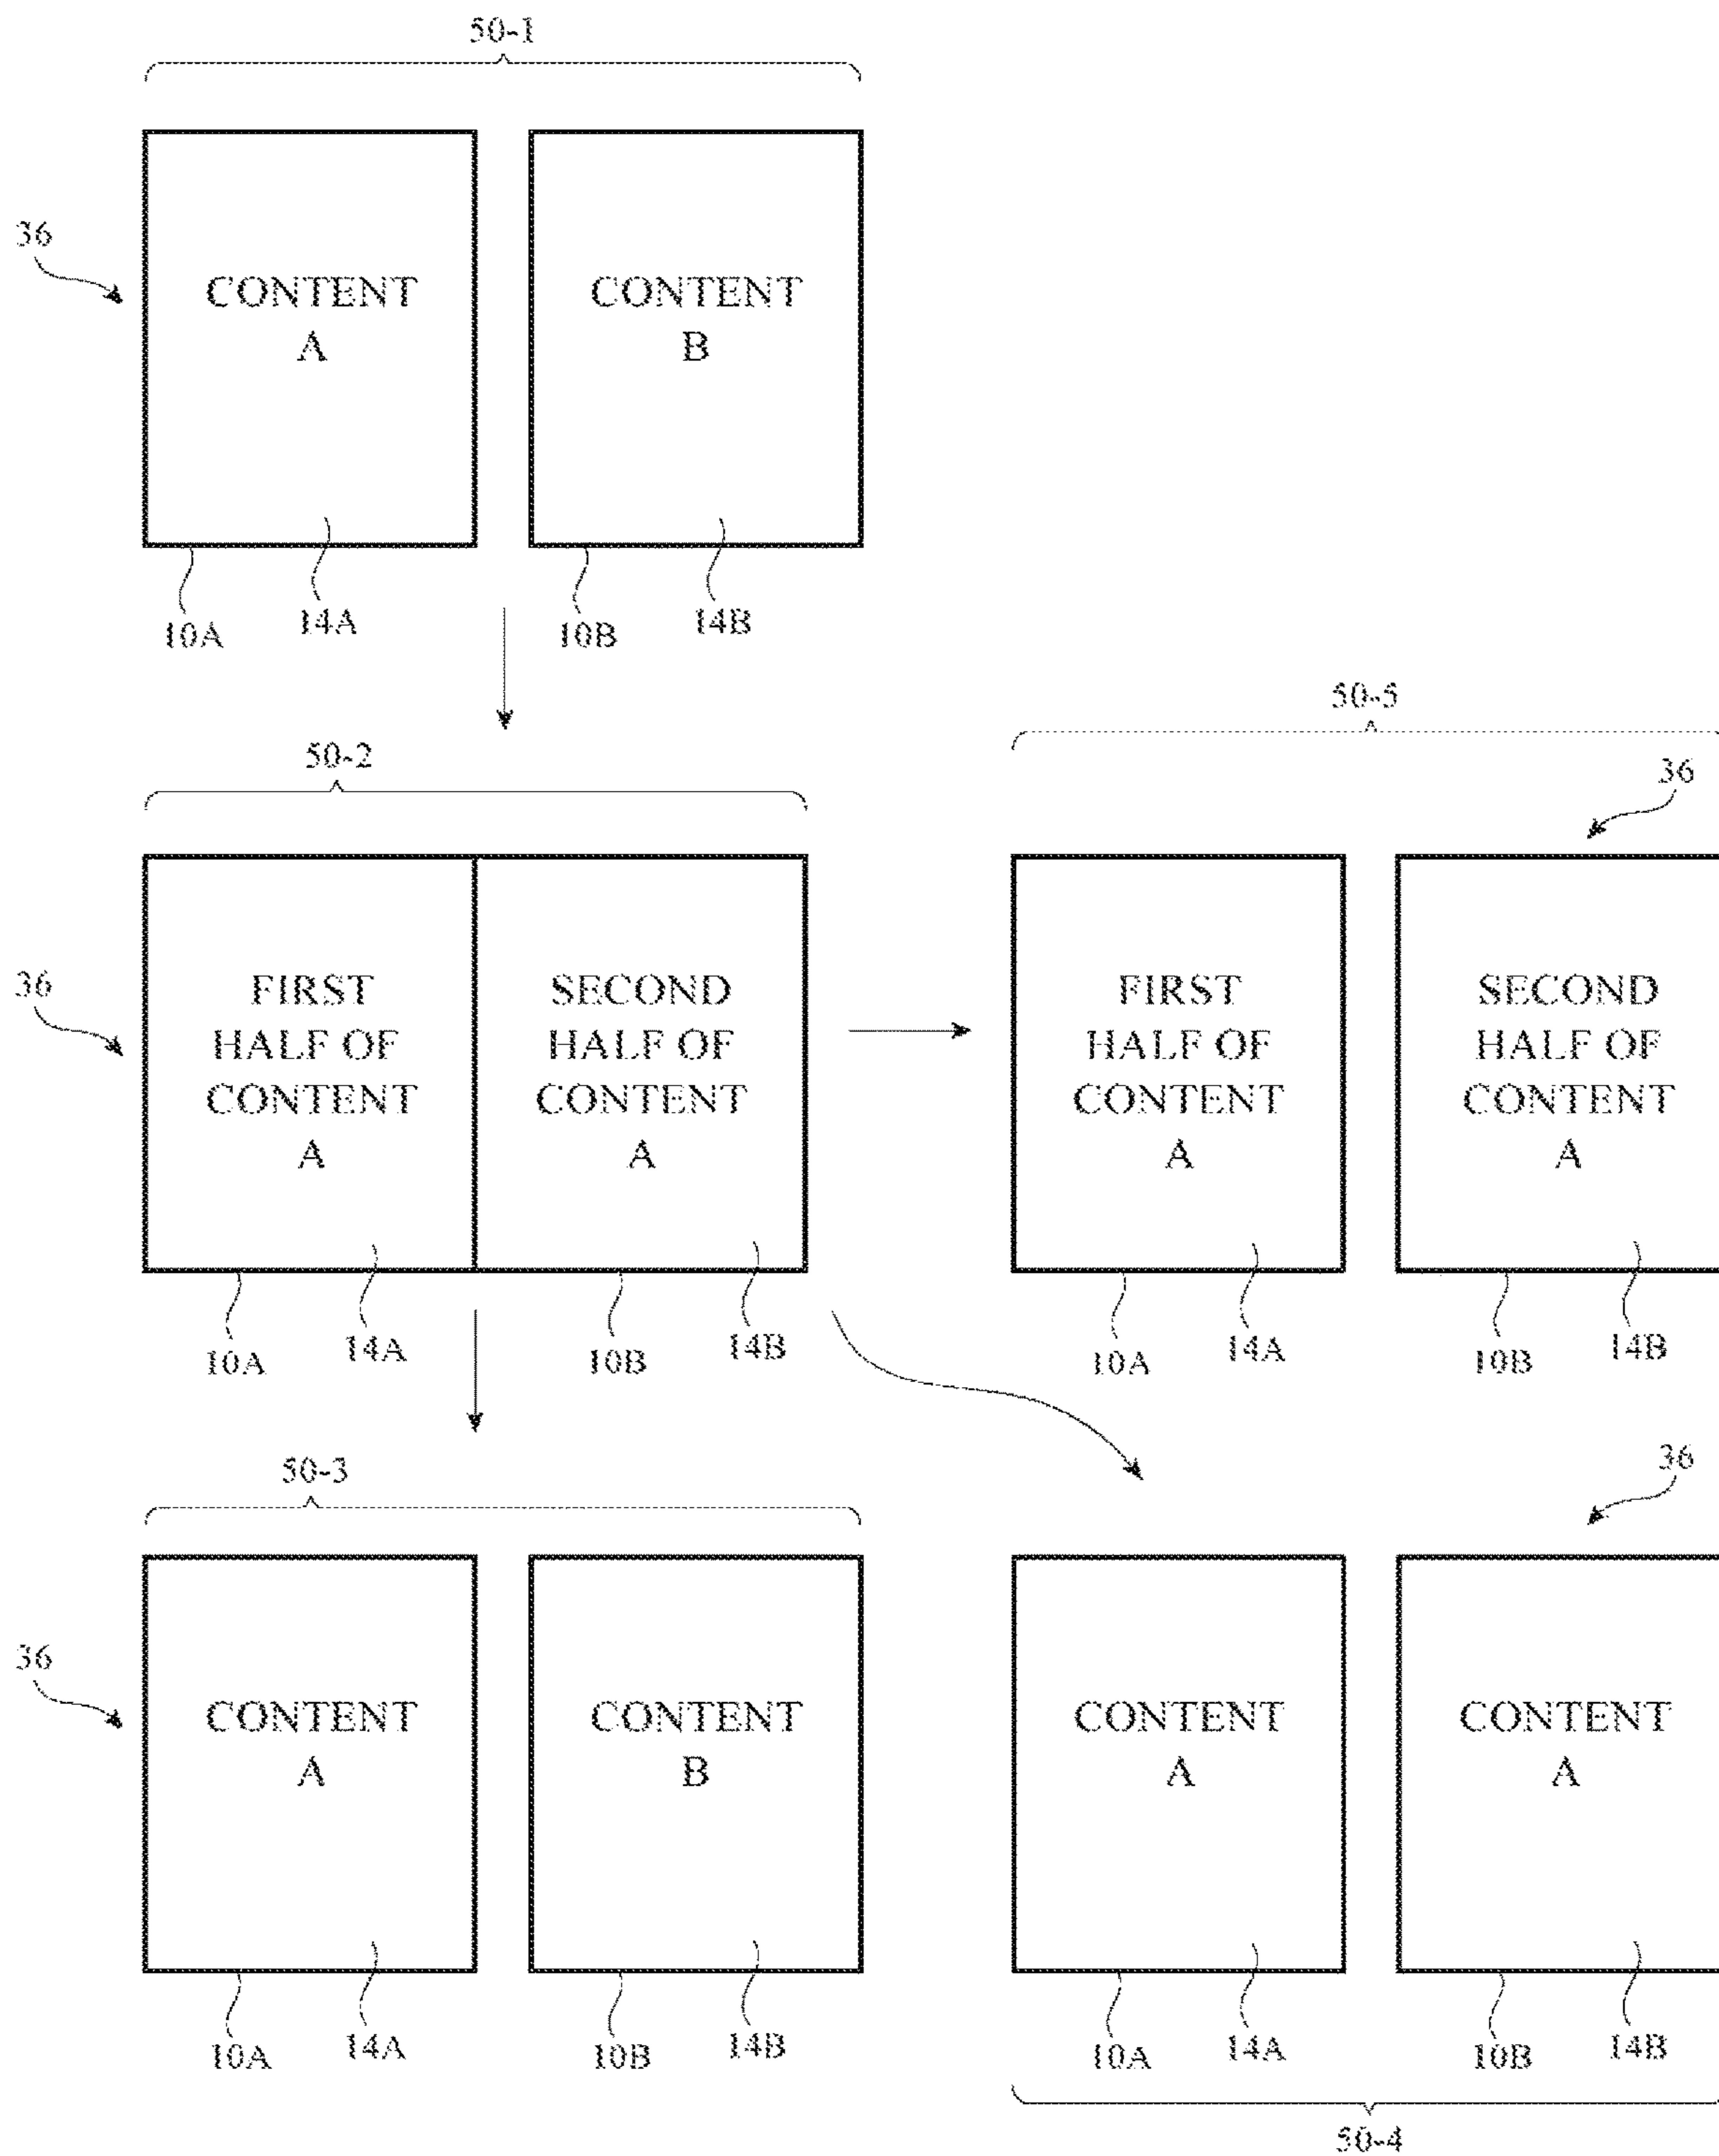 50-1
36
CONTENT
A
CONTENT
B
10A
14A
10B
14B
50-2
36
FIRST
HALF OF
CONTENT
A
SECOND
HALF OF
CONTENT
A
10A
14A
10B
14B
50-5
36
FIRST
HALF OF
CONTENT
A
SECOND
HALF OF
CONTENT
A
10A
14A
10B
14B
50-3
36
CONTENT
A
CONTENT
B
10A
14A
10B
14B
36
CONTENT
A
CONTENT
A
10A
14A
10B
14B
50-4